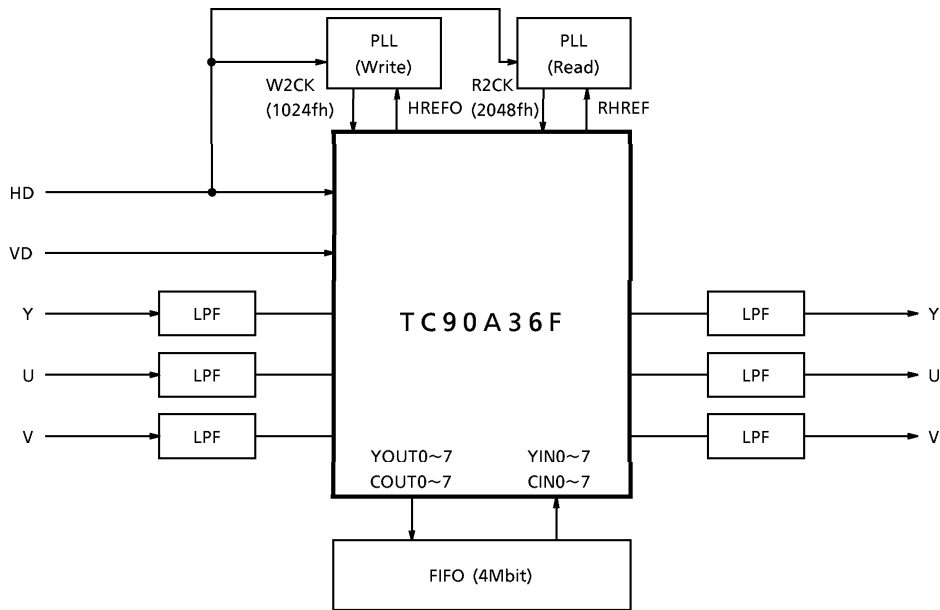 PLL
(Write)
PLL
(Read)
W2CK
(1024fh)
HREFO
R2CK
(2048fh)
RHREF
HD
VD
Y
LPF
TC90A36F
LPF
Y
U
LPF
LPF
U
V
LPF
LPF
V
YOUT0~7
COUT0~7
YIN0~7
CIN0~7
FIFO (4Mbit)